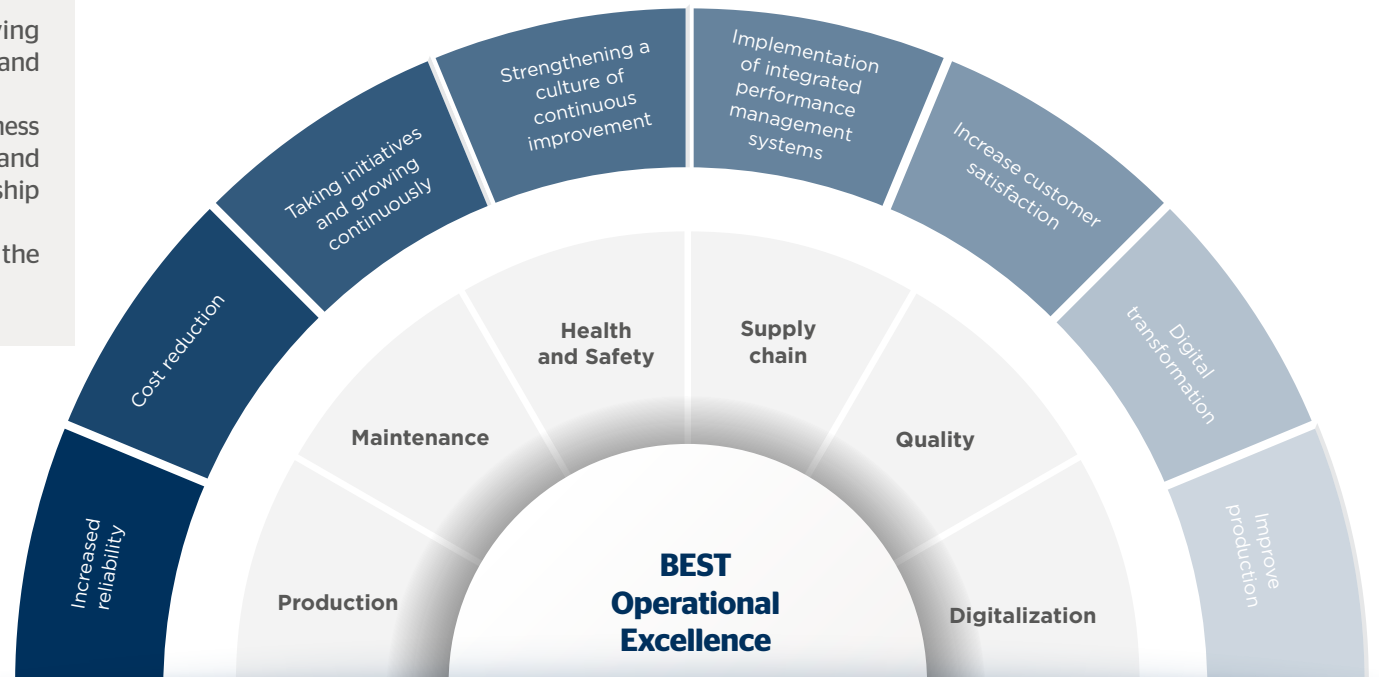 ving
and
ness
and
ship
the
Increased
reliability
Cost reduction
Taking initiatives
and growing
continuously
Strengthening a
culture of
continuous
improvement
Implementation
of integrated
performance
management
systems
Increase customer
satisfaction
Digital
transformation
Improve
production
Production
Maintenance
Health
and Safety
Supply
chain
Quality
Digitalization
BEST
Operational
Excellence